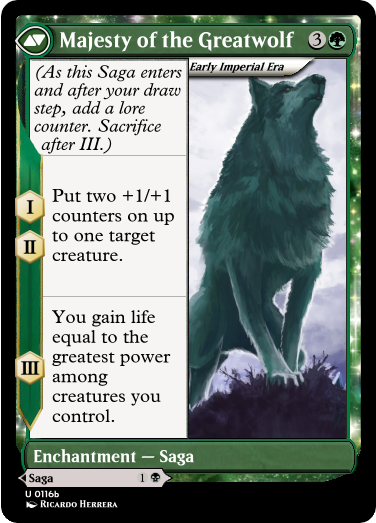 Majesty of the Greatwolf 3
Early Imperial Era
(As this Saga enters
and after your draw
step, add a lore
counter. Sacrifice
after III.)
I
II
Put two +1/+1
counters on up
to one target
creature.
III
You gain life
equal to the
greatest power
among
creatures you
control.
Enchantment — Saga
Saga 1
U 0116b
Ricardo Herrera